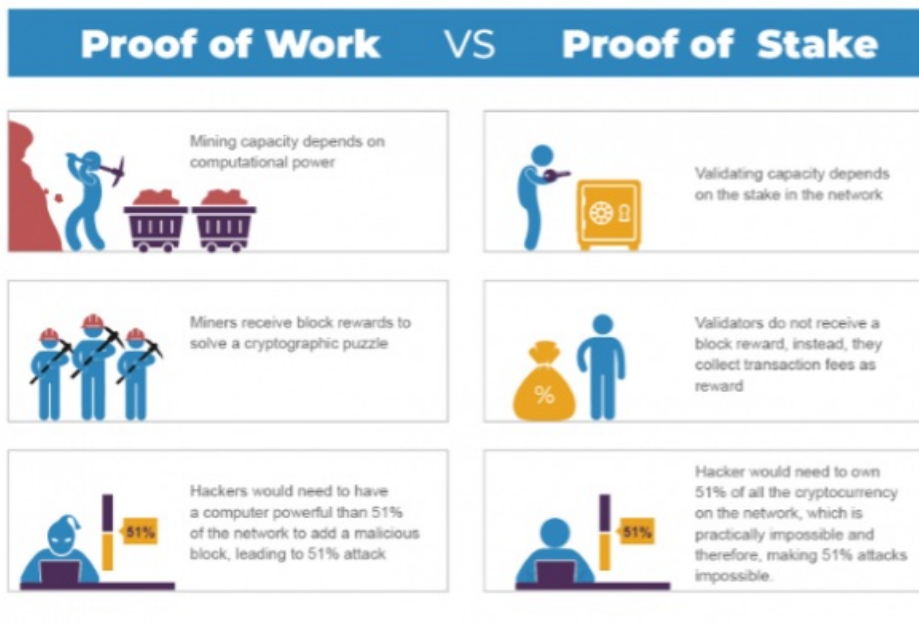 Proof of Work VS Proof of Stake
Mining capacity depends on
computational power
Validating capacity depends
on the stake in the network
Miners receive block rewards to
solve a cryptographic puzzle
Validators do not receive a
block reward, instead, they
collect transaction fees as
reward
%
Hackers would need to have
a computer powerful than 51%
of the network to add a malicious
block, leading to 51% attack
51%
Hacker would need to own
51% of all the cryptocurrency
on the network, which is
practically impossible and
therefore, making 51% attacks
impossible.
51%